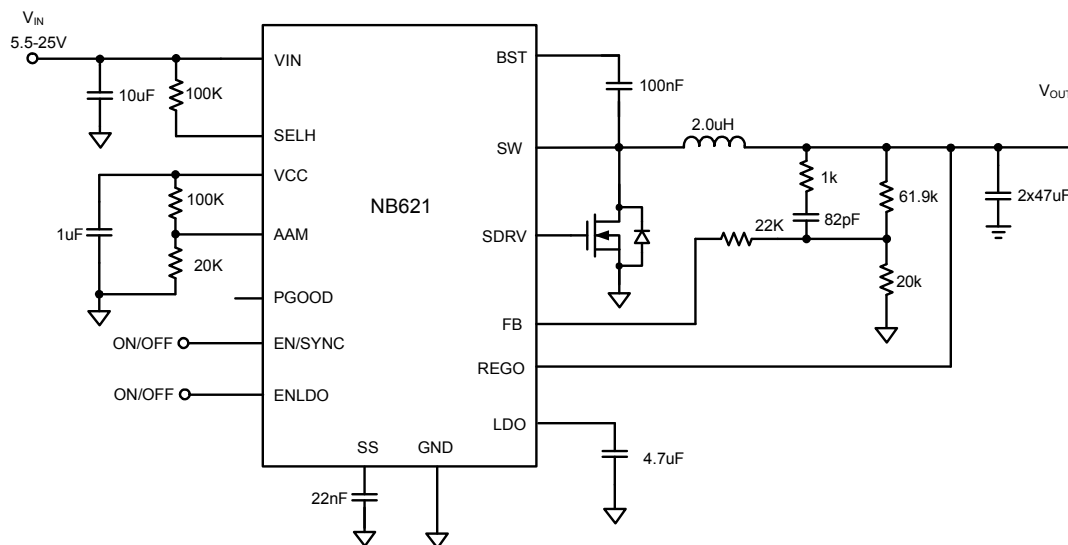 VIN
5.5-25V
10uF
100K
VIN
SELH
VCC
100K
1uF
AAM
20K
PGOOD
ON/OFF
EN/SYNC
ON/OFF
ENLDO
NB621
SS
GND
22nF
BST
100nF
SW
2.0uH
SDRV
FB
REGO
LDO
4.7uF
1k
82pF
22K
61.9k
20k
2x47uF
VOUT